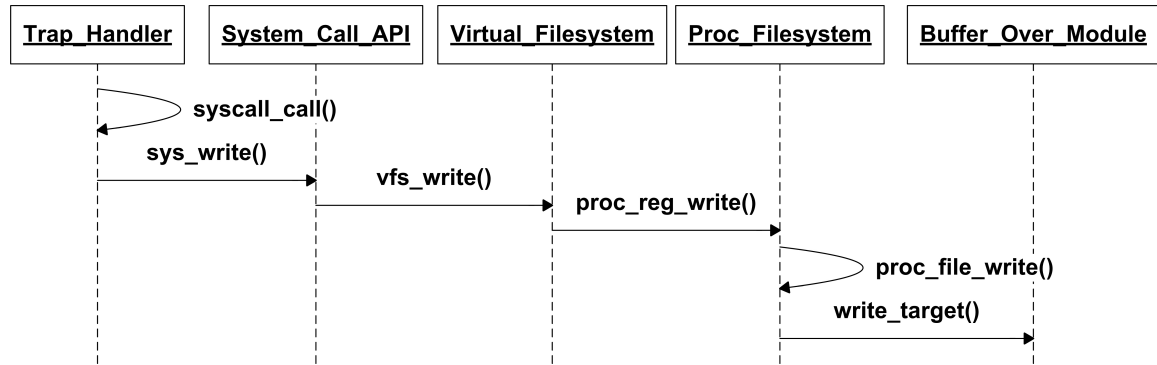 Trap_Handler
System_Call_API
Virtual_Filesystem
Proc_Filesystem
Buffer_Over_Module
syscall_call()
sys_write()
vfs_write()
proc_reg_write()
proc_file_write()
write_target()